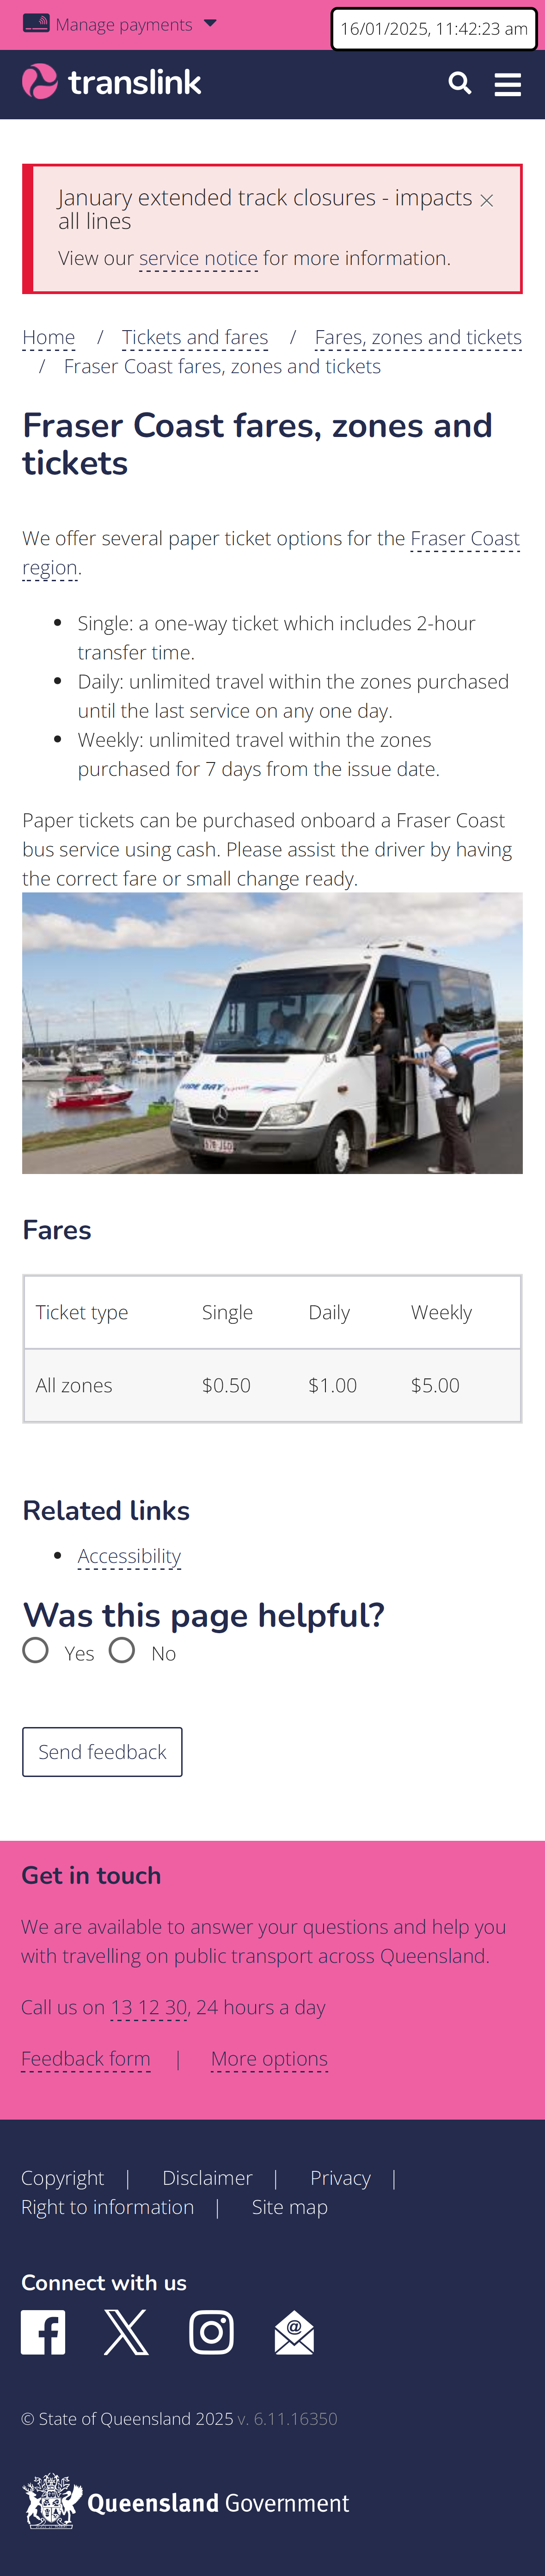 Manage payments
16/01/2025, 11:42:23 am
translink
January extended track closures - impacts
all lines
View our service notice for more information.
Home / Tickets and fares / Fares, zones and tickets
/ Fraser Coast fares, zones and tickets
Fraser Coast fares, zones and
tickets
We offer several paper ticket options for the Fraser Coast
region.
• Single: a one-way ticket which includes 2-hour
transfer time.
• Daily: unlimited travel within the zones purchased
until the last service on any one day.
• Weekly: unlimited travel within the zones
purchased for 7 days from the issue date.
Paper tickets can be purchased onboard a Fraser Coast
bus service using cash. Please assist the driver by having
the correct fare or small change ready.
64
WIDE BAY
Fares
Ticket type Single Daily Weekly
All zones $0.50 $1.00 $5.00
Related links
• Accessibility
Was this page helpful?
Yes No
Send feedback
Get in touch
We are available to answer your questions and help you
with travelling on public transport across Queensland.
Call us on 13 12 30, 24 hours a day
Feedback form | More options
Copyright | Disclaimer | Privacy |
Right to information | Site map
Connect with us
© State of Queensland 2025 v. 6.11.16350
Queensland Government